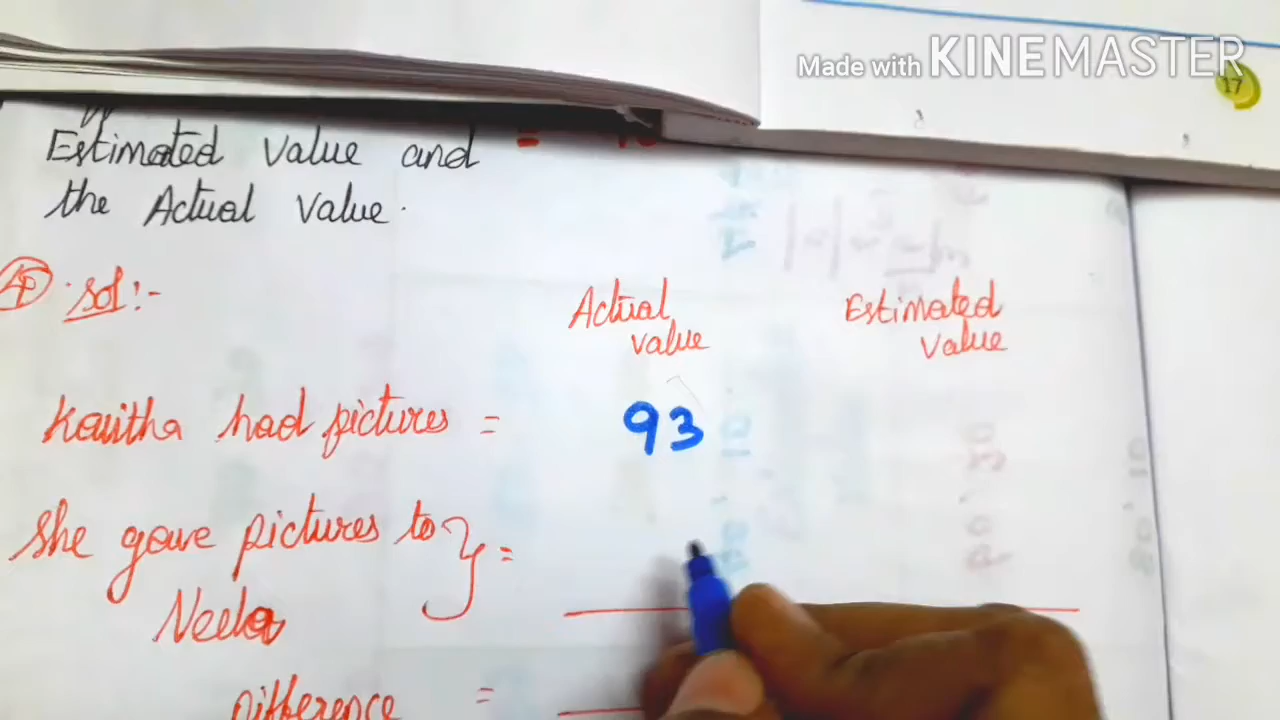 Made with KINEMASTER
17
Estimated Value and
the Actual Value.
4 Sol:-
Actual Value
Estimated Value
Kavitha had pictures = 93
She gave pictures to } =
Neela
Difference =